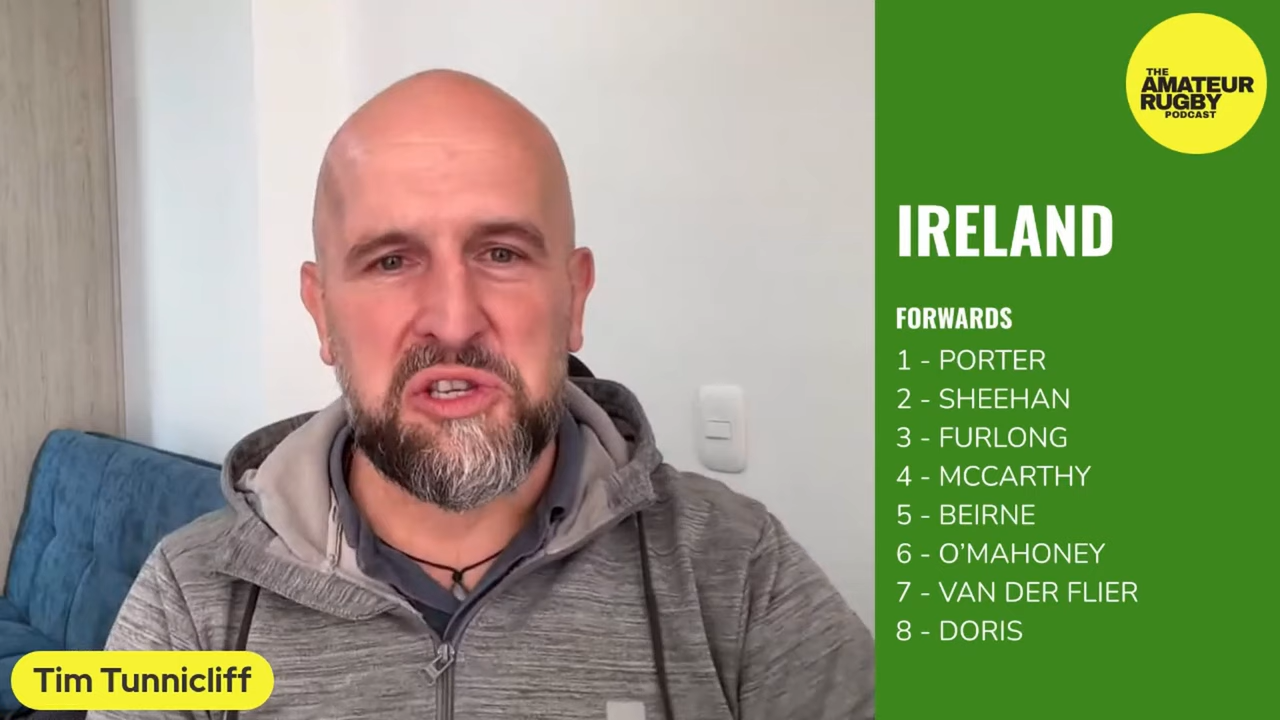 THE
AMATEUR
RUGBY
PODCAST
IRELAND
FORWARDS
1 - PORTER
2 - SHEEHAN
3 - FURLONG
4 - MCCARTHY
5 - BEIRNE
6 - O’MAHONEY
7 - VAN DER FLIER
8 - DORIS
Tim Tunnicliff